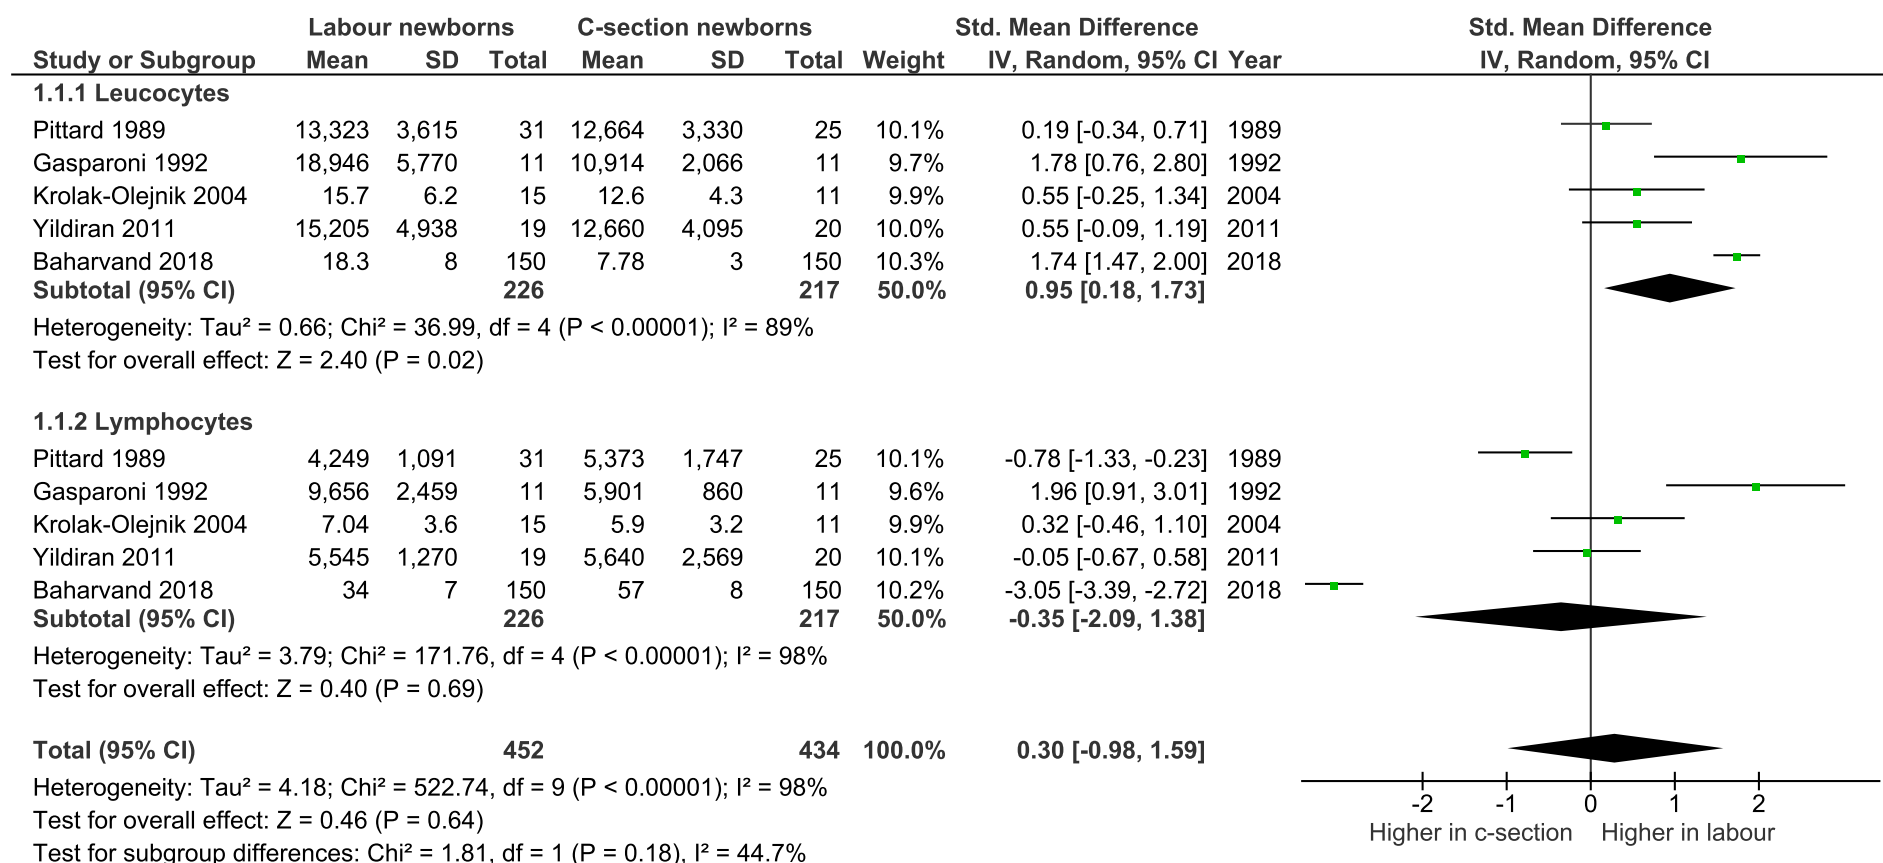 Labour newborns C-section newborns Std. Mean Difference Std. Mean Difference
Study or Subgroup Mean SD Total Mean SD Total Weight IV, Random, 95% CI Year IV, Random, 95% CI
1.1.1 Leucocytes
Pittard 1989 13,323 3,615 31 12,664 3,330 25 10.1% 0.19 [-0.34, 0.71] 1989
Gasparoni 1992 18,946 5,770 11 10,914 2,066 11 9.7% 1.78 [0.76, 2.80] 1992
Krolak-Olejnik 2004 15.7 6.2 15 12.6 4.3 11 9.9% 0.55 [-0.25, 1.34] 2004
Yildiran 2011 15,205 4,938 19 12,660 4,095 20 10.0% 0.55 [-0.09, 1.19] 2011
Baharvand 2018 18.3 8 150 7.78 3 150 10.3% 1.74 [1.47, 2.00] 2018
Subtotal (95% CI) 226 217 50.0% 0.95 [0.18, 1.73]
Heterogeneity: Tau² = 0.66; Chi² = 36.99, df = 4 (P < 0.00001); I² = 89%
Test for overall effect: Z = 2.40 (P = 0.02)
1.1.2 Lymphocytes
Pittard 1989 4,249 1,091 31 5,373 1,747 25 10.1% -0.78 [-1.33, -0.23] 1989
Gasparoni 1992 9,656 2,459 11 5,901 860 11 9.6% 1.96 [0.91, 3.01] 1992
Krolak-Olejnik 2004 7.04 3.6 15 5.9 3.2 11 9.9% 0.32 [-0.46, 1.10] 2004
Yildiran 2011 5,545 1,270 19 5,640 2,569 20 10.1% -0.05 [-0.67, 0.58] 2011
Baharvand 2018 34 7 150 57 8 150 10.2% -3.05 [-3.39, -2.72] 2018
Subtotal (95% CI) 226 217 50.0% -0.35 [-2.09, 1.38]
Heterogeneity: Tau² = 3.79; Chi² = 171.76, df = 4 (P < 0.00001); I² = 98%
Test for overall effect: Z = 0.40 (P = 0.69)
Total (95% CI) 452 434 100.0% 0.30 [-0.98, 1.59]
Heterogeneity: Tau² = 4.18; Chi² = 522.74, df = 9 (P < 0.00001); I² = 98%
-2 -1 0 1 2
Test for overall effect: Z = 0.46 (P = 0.64)
Higher in c-section Higher in labour
Test for subgroup differences: Chi² = 1.81, df = 1 (P = 0.18), I² = 44.7%